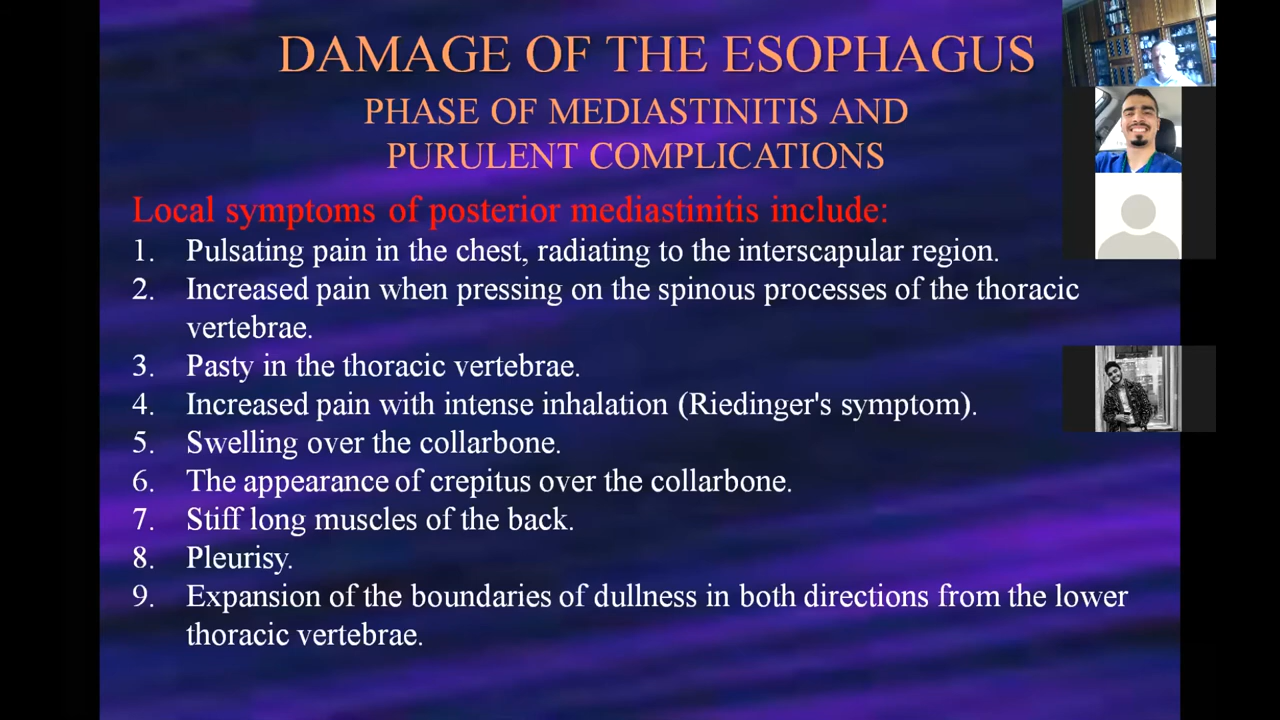 DAMAGE OF THE ESOPHAGUS
PHASE OF MEDIASTINITIS AND
PURULENT COMPLICATIONS
Local symptoms of posterior mediastinitis include:
1. Pulsating pain in the chest, radiating to the interscapular region.
2. Increased pain when pressing on the spinous processes of the thoracic
vertebrae.
3. Pasty in the thoracic vertebrae.
4. Increased pain with intense inhalation (Riedinger's symptom).
5. Swelling over the collarbone.
6. The appearance of crepitus over the collarbone.
7. Stiff long muscles of the back.
8. Pleurisy.
9. Expansion of the boundaries of dullness in both directions from the lower
thoracic vertebrae.